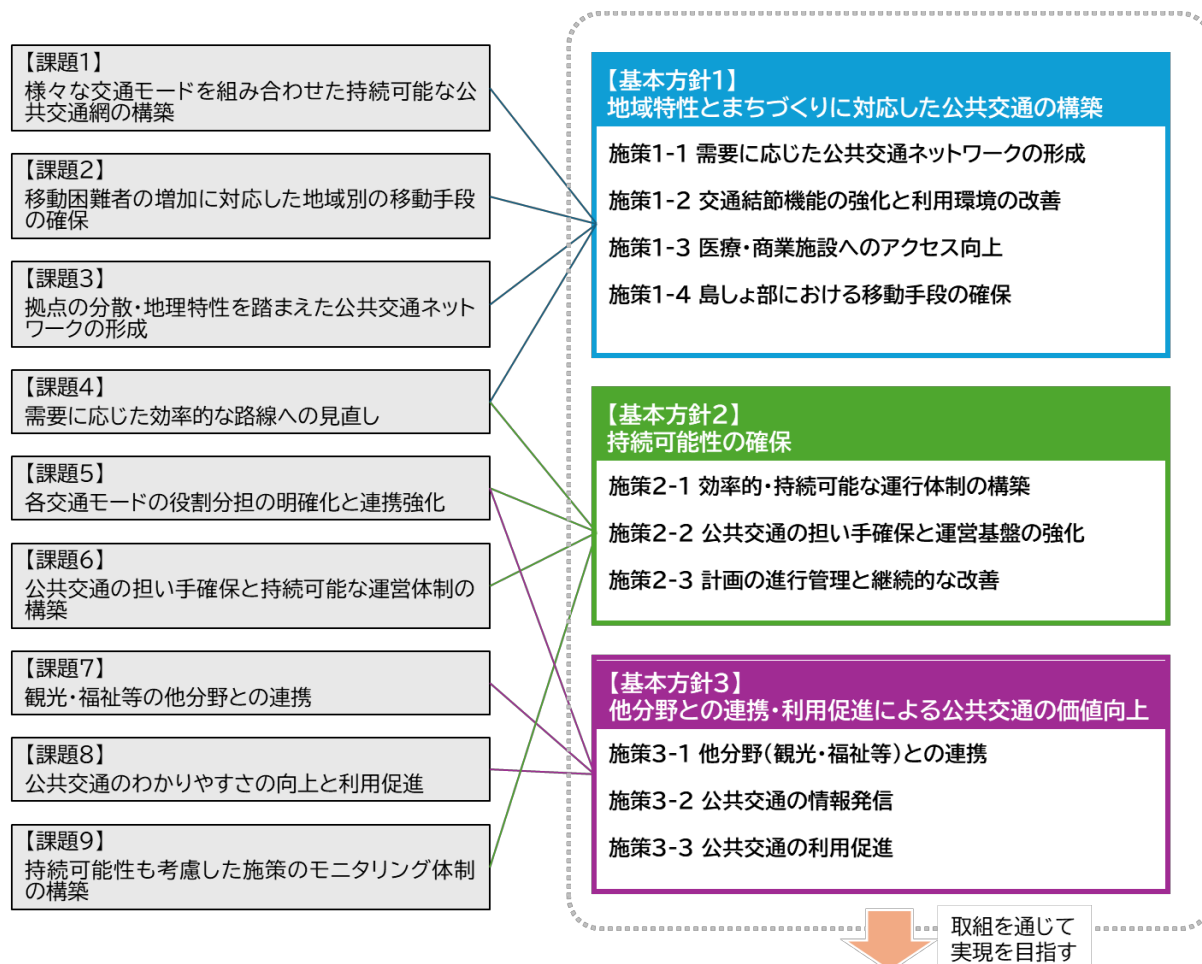 【課題1】
様々な交通モードを組み合わせた持続可能な公
共交通網の構築
【課題2】
移動困難者の増加に対応した地域別の移動手段
の確保
【課題3】
拠点の分散・地理特性を踏まえた公共交通ネット
ワークの形成
【課題4】
需要に応じた効率的な路線への見直し
【課題5】
各交通モードの役割分担の明確化と連携強化
【課題6】
公共交通の担い手確保と持続可能な運営体制の
構築
【課題7】
観光・福祉等の他分野との連携
【課題8】
公共交通のわかりやすさの向上と利用促進
【課題9】
持続可能性も考慮した施策のモニタリング体制
の構築
【基本方針1】
地域特性とまちづくりに対応した公共交通の構築
施策1-1 需要に応じた公共交通ネットワークの形成
施策1-2 交通結節機能の強化と利用環境の改善
施策1-3 医療・商業施設へのアクセス向上
施策1-4 島しょ部における移動手段の確保
【基本方針2】
持続可能性の確保
施策2-1 効率的・持続可能な運行体制の構築
施策2-2 公共交通の担い手確保と運営基盤の強化
施策2-3 計画の進行管理と継続的な改善
【基本方針3】
他分野との連携・利用促進による公共交通の価値向上
施策3-1 他分野(観光・福祉等)との連携
施策3-2 公共交通の情報発信
施策3-3 公共交通の利用促進
取組を通じて
実現を目指す